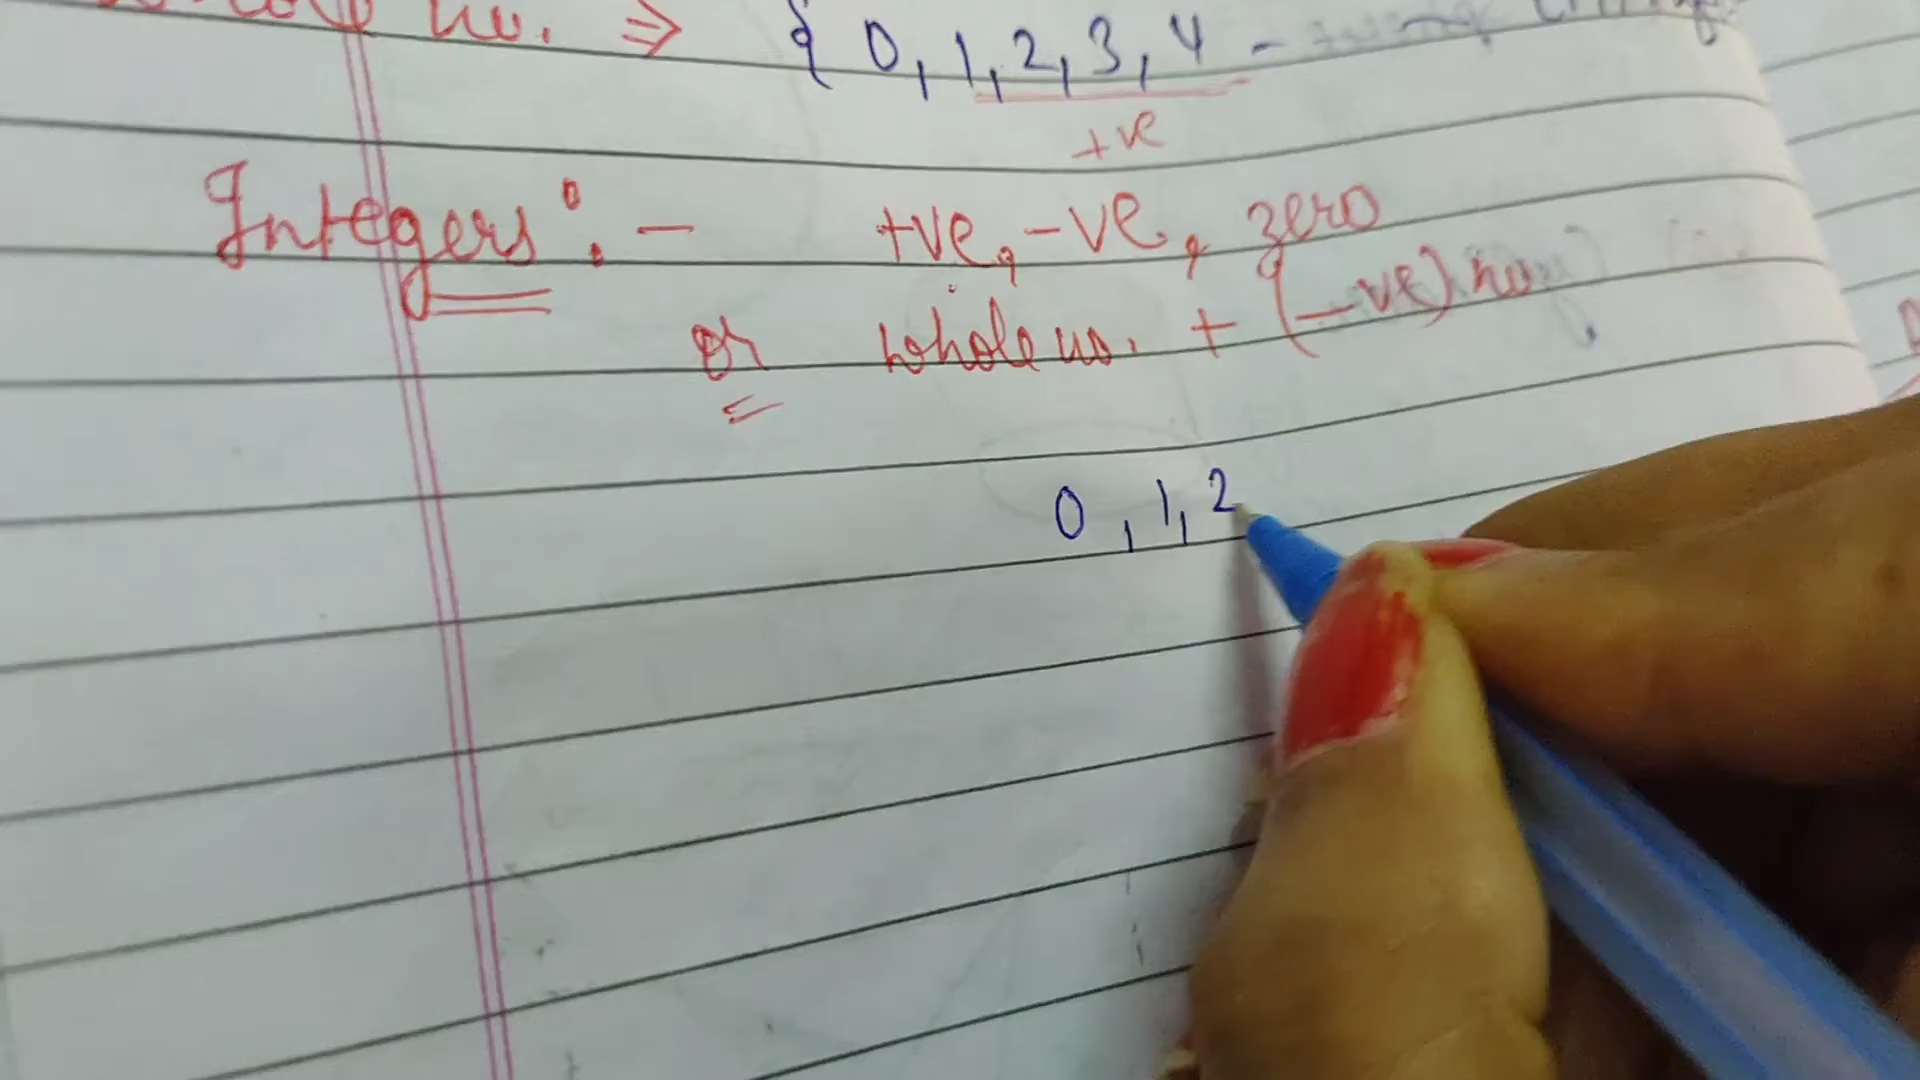 no. ⇒ { 0, 1, 2, 3, 4 -
+ve
Integers :- +ve, -ve, zero
or whole no. + (-ve) no
0, 1, 2